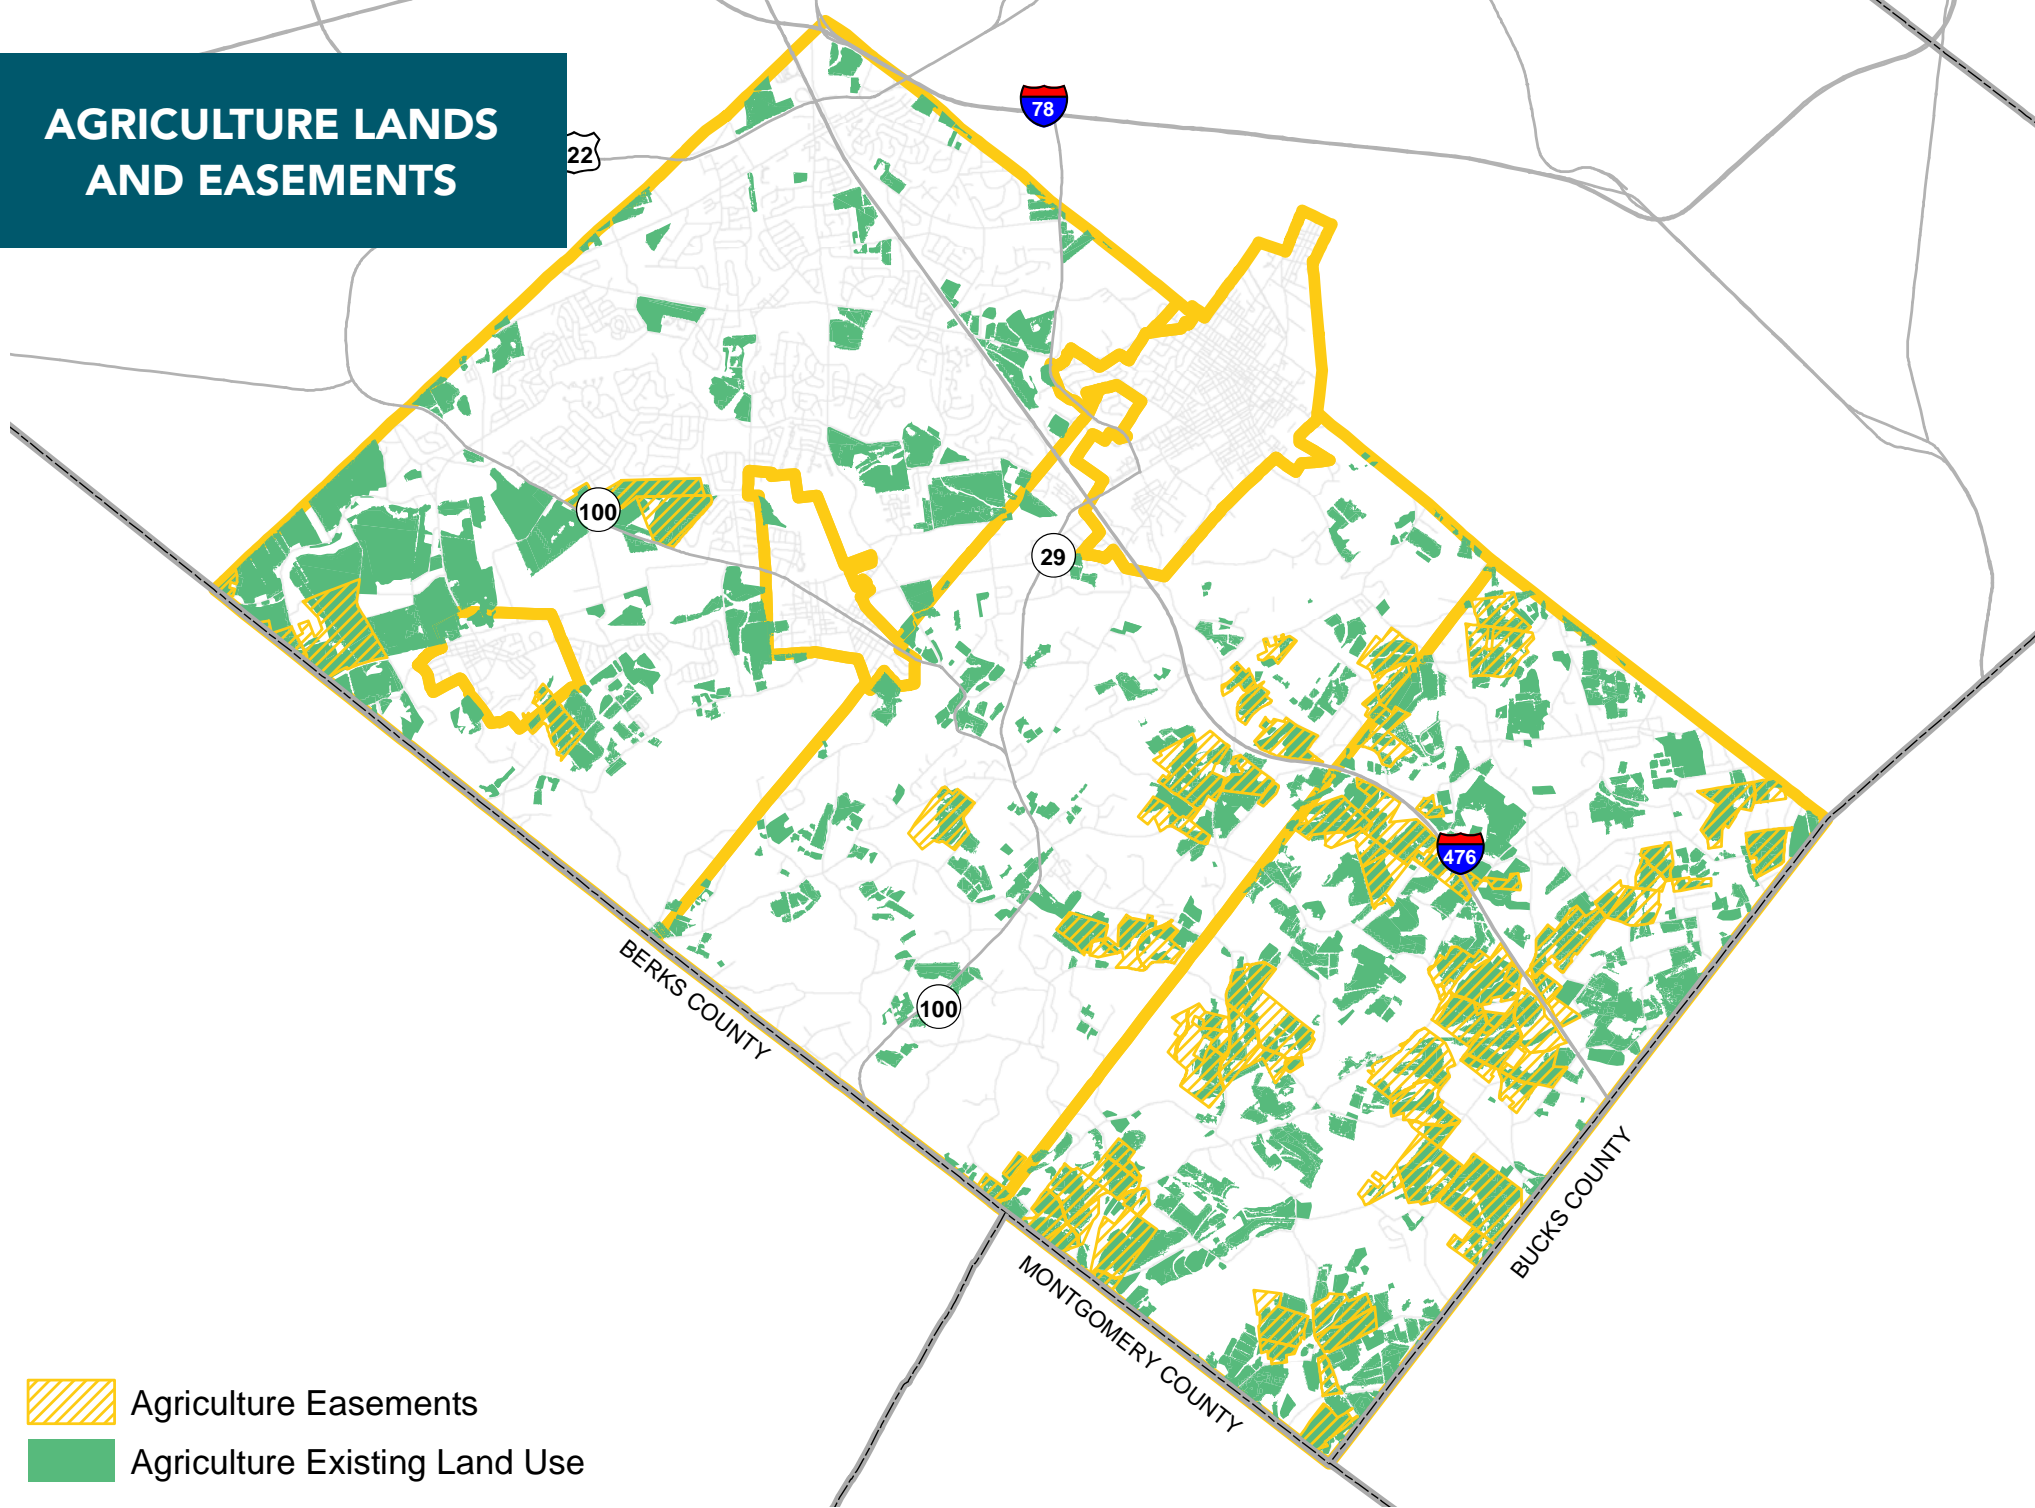 AGRICULTURE LANDS
AND EASEMENTS
22
78
100
29
476
100
BERKS COUNTY
MONTGOMERY COUNTY
BUCKS COUNTY
Agriculture Easements
Agriculture Existing Land Use